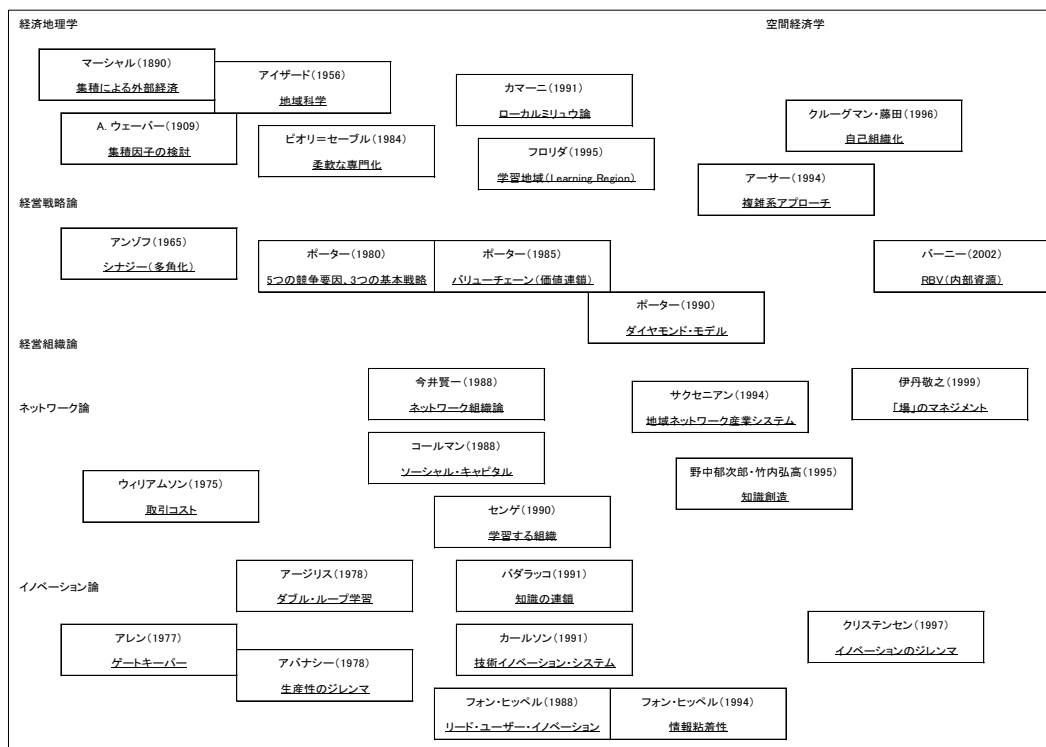 経済地理学
空間経済学
マーシャル(1890)
集積による外部経済
アイザード(1956)
地域科学
カマーニ(1991)
ローカルミリュウ論
クルーグマン・藤田(1996)
自己組織化
A. ウェーバー(1909)
集積因子の検討
ピオリ＝セーブル(1984)
柔軟な専門化
フロリダ(1995)
学習地域(Learning Region)
アーサー(1994)
複雑系アプローチ
経営戦略論
アンゾフ(1965)
シナジー(多角化)
ポーター(1980)
5つの競争要因、3つの基本戦略
ポーター(1985)
バリューチェーン(価値連鎖)
バーニー(2002)
RBV(内部資源)
ポーター(1990)
ダイヤモンド・モデル
経営組織論
今井賢一(1988)
ネットワーク組織論
サクセニアン(1994)
地域ネットワーク産業システム
伊丹敬之(1999)
「場」のマネジメント
ネットワーク論
コールマン(1988)
ソーシャル・キャピタル
ウィリアムソン(1975)
取引コスト
野中郁次郎・竹内弘高(1995)
知識創造
センゲ(1990)
学習する組織
イノベーション論
アージリス(1978)
ダブル・ループ学習
バダラッコ(1991)
知識の連鎖
アレン(1977)
ゲートキーパー
カールソン(1991)
技術イノベーション・システム
クリステンセン(1997)
イノベーションのジレンマ
アバナシー(1978)
生産性のジレンマ
フォン・ヒッペル(1988)
リード・ユーザー・イノベーション
フォン・ヒッペル(1994)
情報粘着性